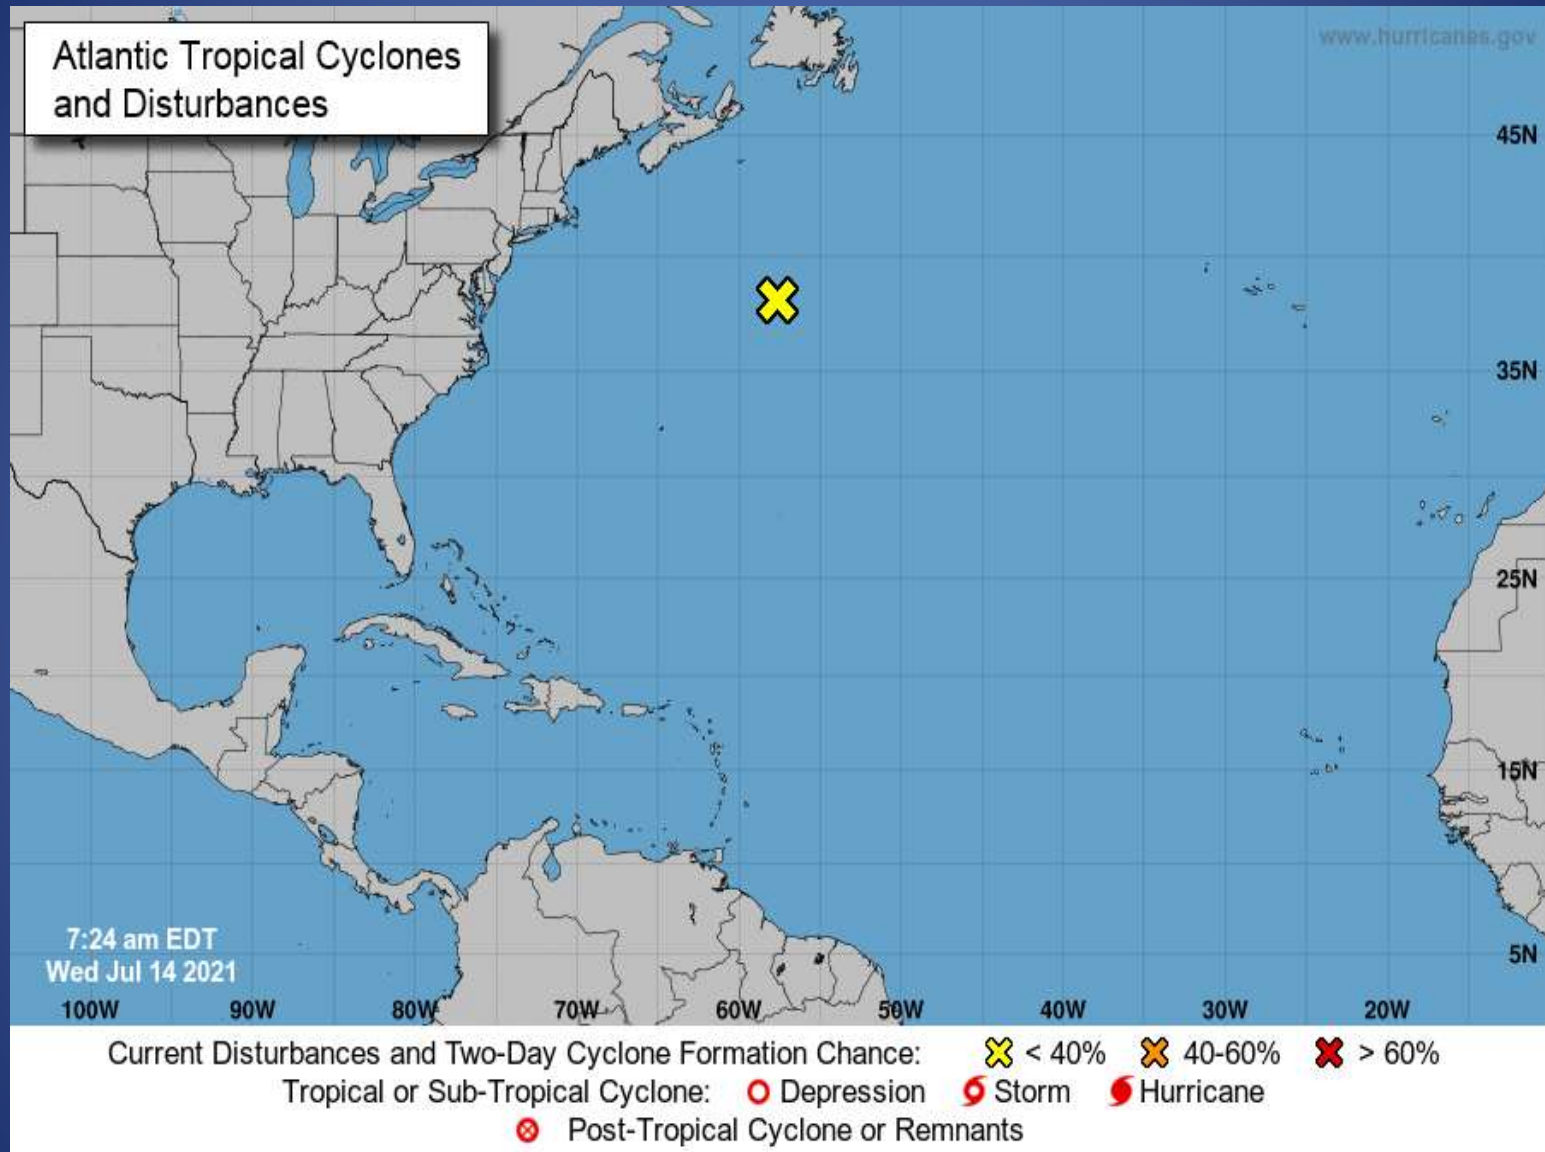 Atlantic Tropical Cyclones
and Disturbances
www.hurricanes.gov
45N
35N
25N
15N
5N
7:24 am EDT
Wed Jul 14 2021
100W 90W 80W 70W 60W 50W 40W 30W 20W
Current Disturbances and Two-Day Cyclone Formation Chance: < 40% 40-60% > 60%
Tropical or Sub-Tropical Cyclone: Depression Storm Hurricane
Post-Tropical Cyclone or Remnants